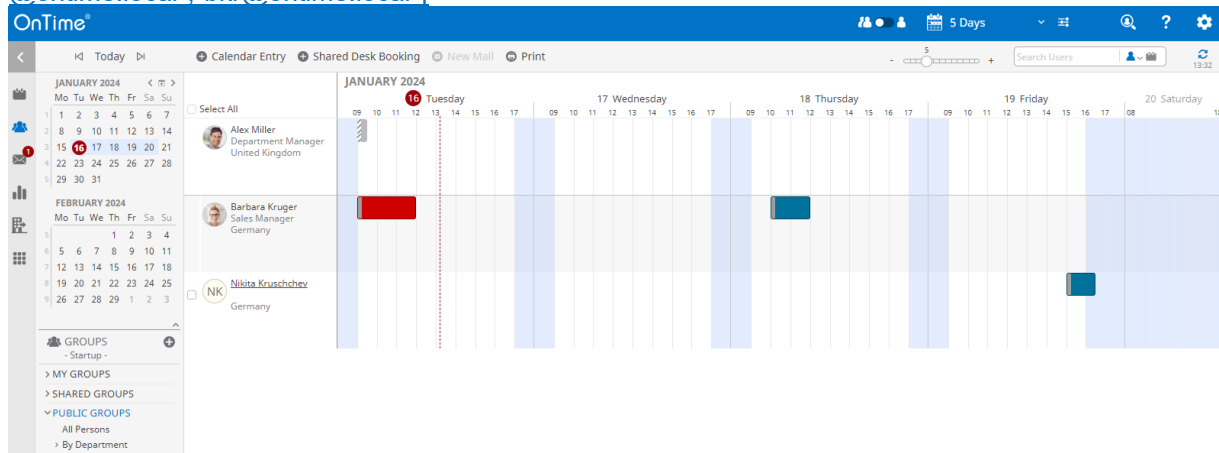 OnTime®
5 Days
?
Today
Calendar Entry
Shared Desk Booking
New Mail
Print
5
- +
Search Users
13:32
JANUARY 2024
Mo Tu We Th Fr Sa Su
1 1 2 3 4 5 6 7
2 8 9 10 11 12 13 14
3 15 16 17 18 19 20 21
4 22 23 24 25 26 27 28
5 29 30 31
FEBRUARY 2024
Mo Tu We Th Fr Sa Su
5 1 2 3 4
6 5 6 7 8 9 10 11
7 12 13 14 15 16 17 18
8 19 20 21 22 23 24 25
9 26 27 28 29 1 2 3
1
GROUPS
- Startup -
MY GROUPS
SHARED GROUPS
PUBLIC GROUPS
All Persons
By Department
Select All
JANUARY 2024
16 Tuesday
17 Wednesday
18 Thursday
19 Friday
20 Saturday
09 10 11 12 13 14 15 16 17
09 10 11 12 13 14 15 16 17
09 10 11 12 13 14 15 16 17
09 10 11 12 13 14 15 16 17
08
Alex Miller
Department Manager
United Kingdom
Barbara Kruger
Sales Manager
Germany
NK
Nikita Kruschchev
Germany